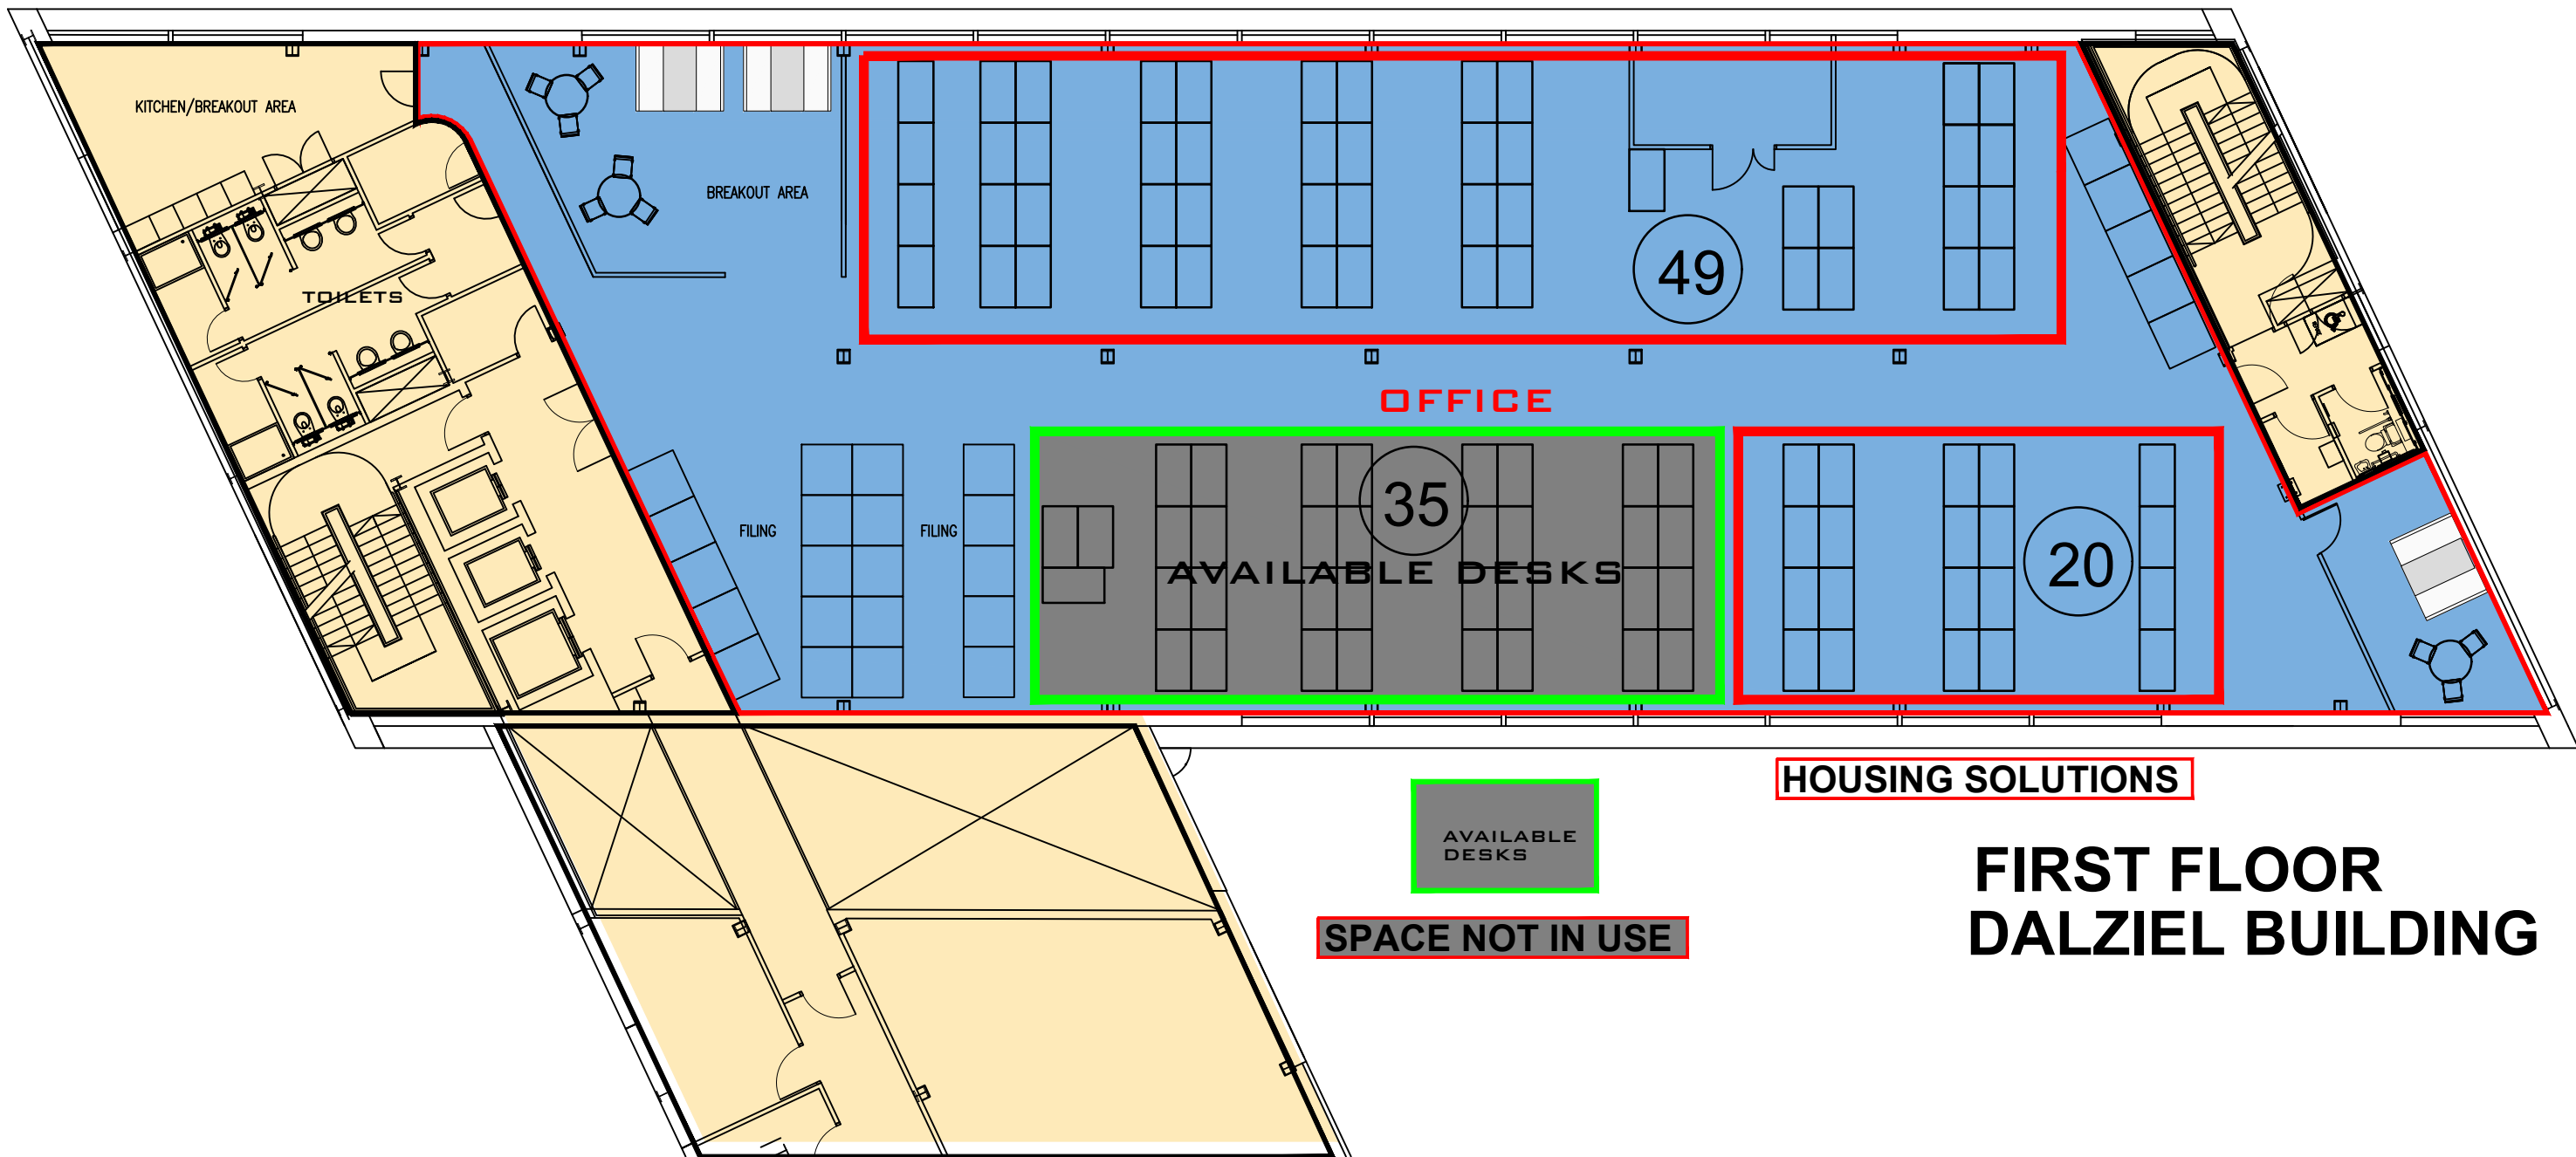 KITCHEN/BREAKOUT AREA
BREAKOUT AREA
TOILETS
49
OFFICE
35
FILING
FILING
AVAILABLE DESKS
20
HOUSING SOLUTIONS
AVAILABLE
DESKS
SPACE NOT IN USE
FIRST FLOOR
DALZIEL BUILDING